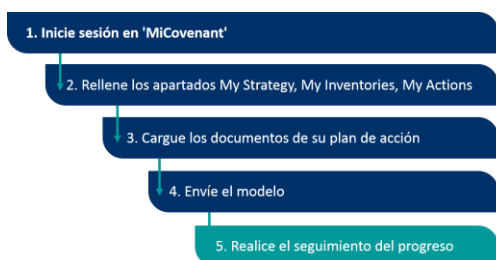 1. Inicie sesión en 'MiCovenant'
2. Rellene los apartados My Strategy, My Inventories, My Actions
3. Cargue los documentos de su plan de acción
4. Envíe el modelo
5. Realice el seguimiento del progreso